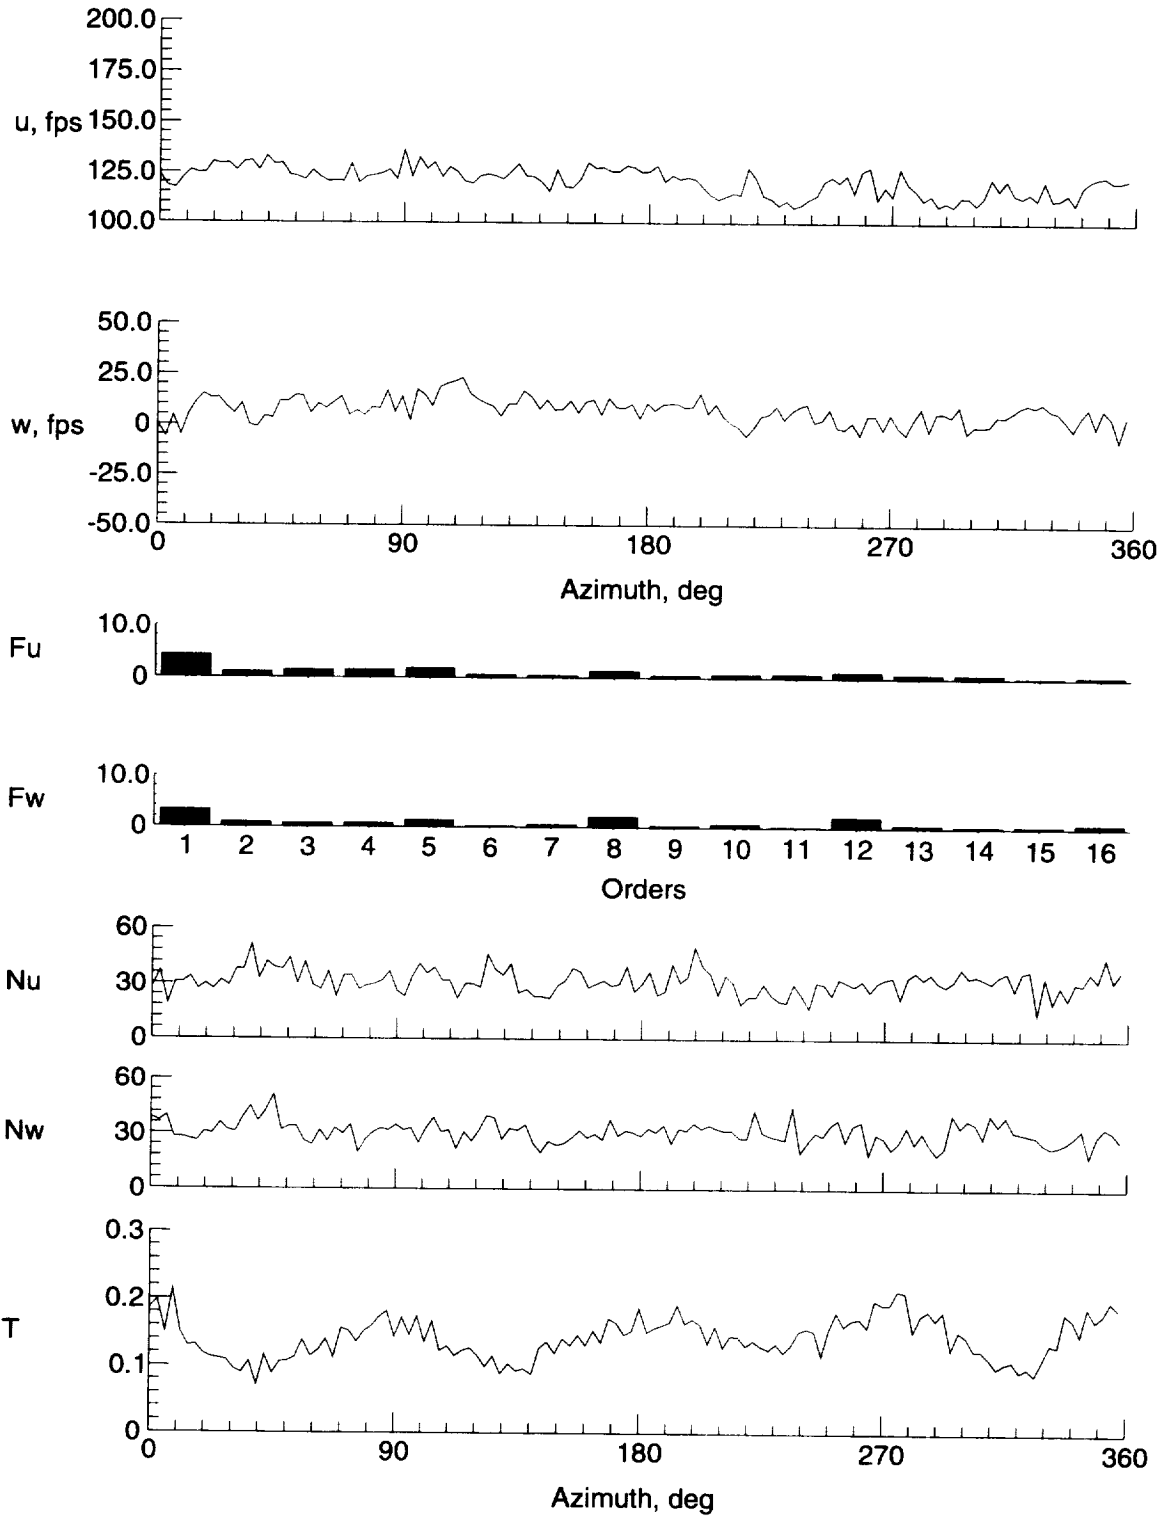 200.0
175.0
u, fps 150.0
125.0
100.0
50.0
25.0
w, fps 0
-25.0
-50.0
0 90 180 270 360
Azimuth, deg
Fu 10.0
0
Fw 10.0
0
1 2 3 4 5 6 7 8 9 10 11 12 13 14 15 16
Orders
60
Nu 30
0
60
Nw 30
0
0.3
0.2
T
0.1
0
0 90 180 270 360
Azimuth, deg